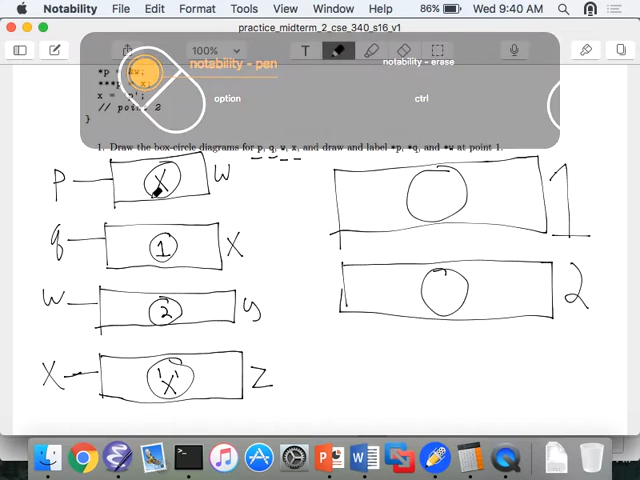 Notability File Edit Format View Tools Window Help 86% Wed 9:40 AM
practice_midterm_2_cse_340_s16_v1
100% T
notability - pen
notability - erase
option
ctrl
// point 2
}
1. Draw the box-circle diagrams for p, q, w, x, and draw and label *p, *q, and *w at point 1.
p X W
1
q 1 X
w 2 y
2
X 'X' Z